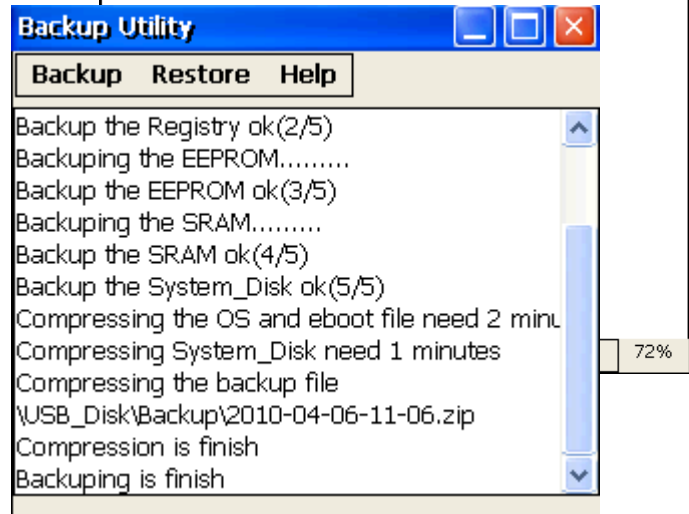 Backup Utility
Backup Restore Help
Backup the Registry ok(2/5)
Backuping the EEPROM.........
Backup the EEPROM ok(3/5)
Backuping the SRAM.........
Backup the SRAM ok(4/5)
Backup the System_Disk ok(5/5)
Compressing the OS and eboot file need 2 minu
Compressing System_Disk need 1 minutes
72%
Compressing the backup file
\USB_Disk\Backup\2010-04-06-11-06.zip
Compression is finish
Backuping is finish